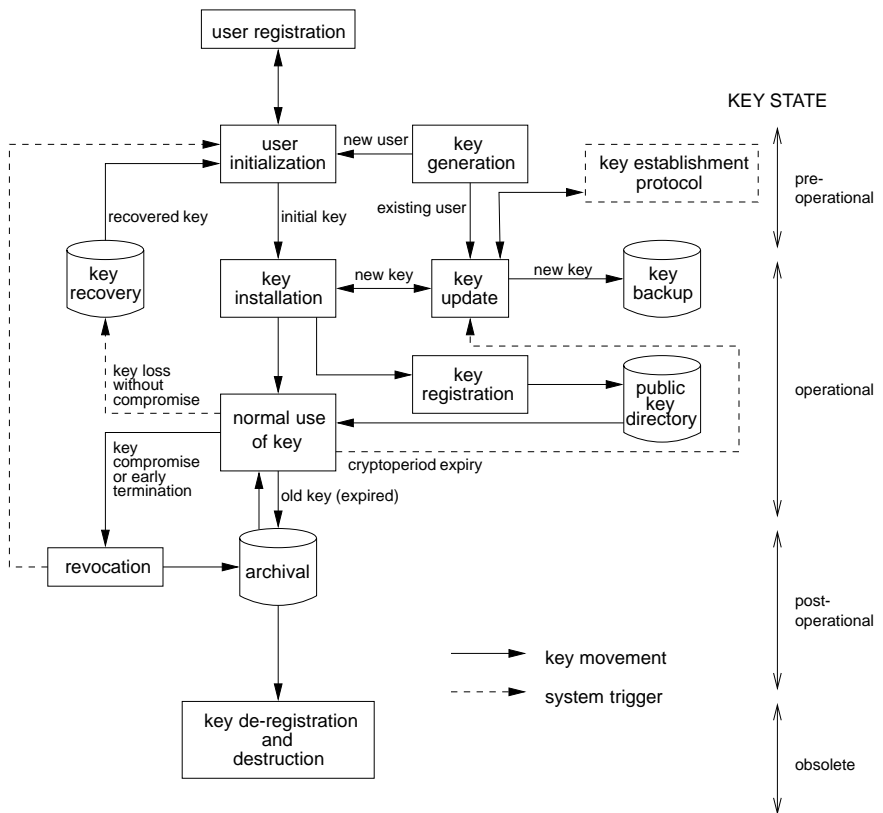 user registration
KEY STATE
user
initialization
new user
key
generation
key establishment
protocol
pre-
operational
recovered key
initial key
existing user
key
recovery
key
installation
new key
key
update
new key
key
backup
key loss
without
compromise
key
registration
public
key
directory
operational
normal use
of key
cryptoperiod expiry
key
compromise
or early
termination
old key (expired)
revocation
archival
post-
operational
key movement
system trigger
key de-registration
and
destruction
obsolete